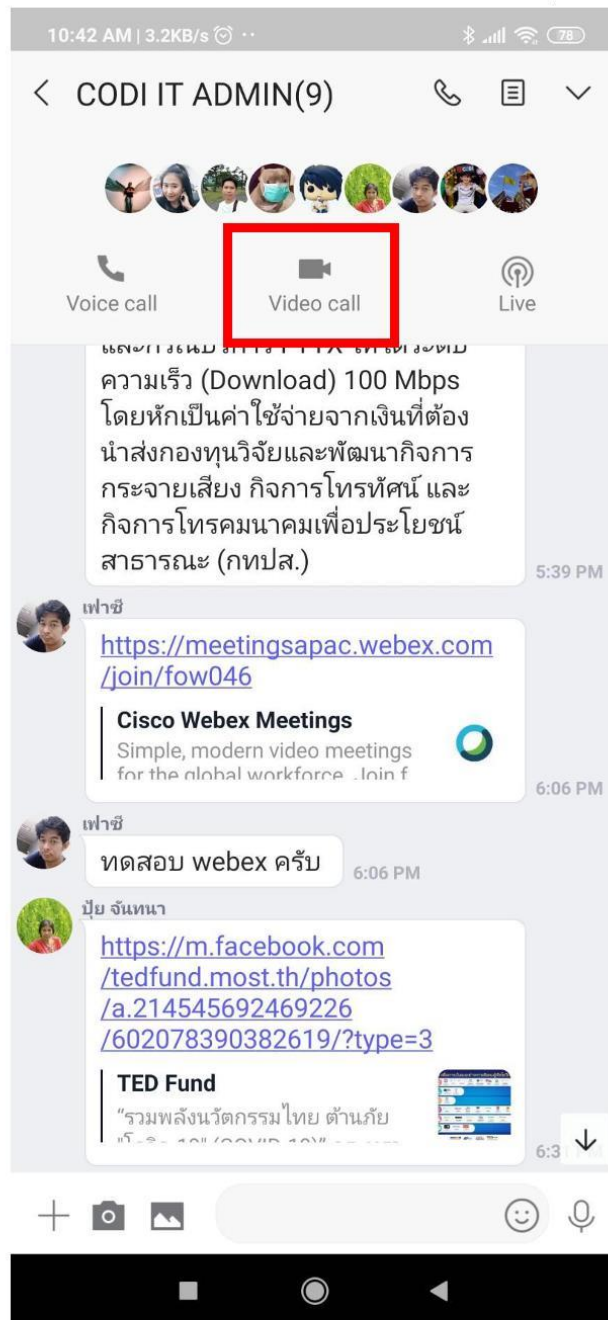 10:42 AM | 3.2KB/s
78
CODI IT ADMIN(9)
Voice call
Video call
Live
ความเร็ว (Download) 100 Mbps
โดยหักเป็นค่าใช้จ่ายจากเงินที่ต้อง
นำส่งกองทุนวิจัยและพัฒนากิจการ
กระจายเสียง กิจการโทรทัศน์ และ
กิจการโทรคมนาคมเพื่อประโยชน์
สาธารณะ (กทปส.)
5:39 PM
เฟาซี
https://meetingsapac.webex.com
/join/fow046
Cisco Webex Meetings
Simple, modern video meetings
for the global workforce. Join f
6:06 PM
เฟาซี
ทดสอบ webex ครับ
6:06 PM
ปุ้ย จันทนา
https://m.facebook.com
/tedfund.most.th/photos
/a.214545692469226
/602078390382619/?type=3
TED Fund
“รวมพลังนวัตกรรมไทย ต้านภัย